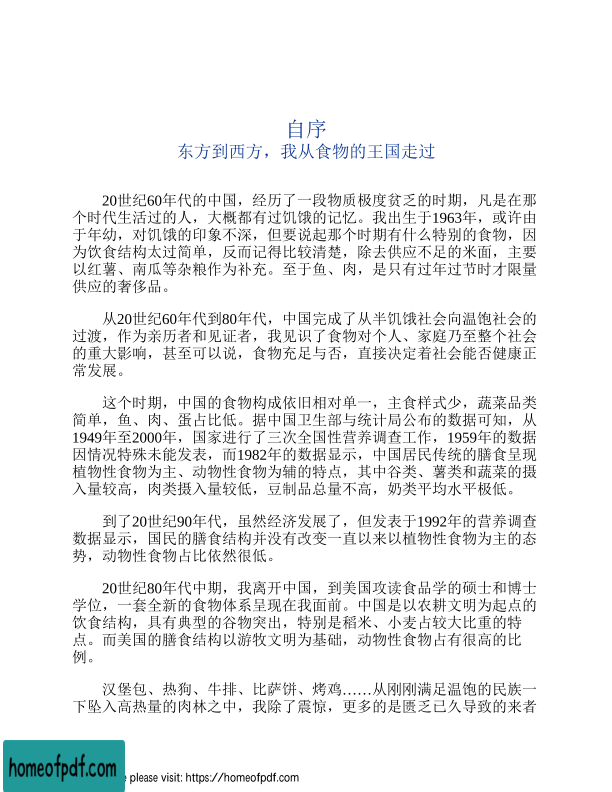 自序
东方到西方，我从食物的王国走过
20世纪60年代的中国，经历了一段物质极度贫乏的时期，凡是在那
个时代生活过的人，大概都有过饥饿的记忆。我出生于1963年，或许由
于年幼，对饥饿的印象不深，但要说起那个时期有什么特别的食物，因
为饮食结构太过简单，反而记得比较清楚，除去供应不足的米面，主要
以红薯、南瓜等杂粮作为补充。至于鱼、肉，是只有过年过节时才限量
供应的奢侈品。
从20世纪60年代到80年代，中国完成了从半饥饿社会向温饱社会的
过渡，作为亲历者和见证者，我见识了食物对个人、家庭乃至整个社会
的重大影响，甚至可以说，食物充足与否，直接决定着社会能否健康正
常发展。
这个时期，中国的食物构成依旧相对单一，主食样式少，蔬菜品类
简单，鱼、肉、蛋占比低。据中国卫生部与统计局公布的数据可知，从
1949年至2000年，国家进行了三次全国性营养调查工作，1959年的数据
因情况特殊未能发表，而1982年的数据显示，中国居民传统的膳食呈现
植物性食物为主、动物性食物为辅的特点，其中谷类、薯类和蔬菜的摄
入量较高，肉类摄入量较低，豆制品总量不高，奶类平均水平极低。
到了20世纪90年代，虽然经济发展了，但发表于1992年的营养调查
数据显示，国民的膳食结构并没有改变一直以来以植物性食物为主的态
势，动物性食物占比依然很低。
20世纪80年代中期，我离开中国，到美国攻读食品学的硕士和博士
学位，一套全新的食物体系呈现在我面前。中国是以农耕文明为起点的
饮食结构，具有典型的谷物突出，特别是稻米、小麦占较大比重的特
点。而美国的膳食结构以游牧文明为基础，动物性食物占有很高的比
例。
汉堡包、热狗、牛排、比萨饼、烤鸡……从刚刚满足温饱的民族一
下坠入高热量的肉林之中，我除了震惊，更多的是匮乏已久导致的来者
homeofpdf.com
e please visit: https://homeofpdf.com